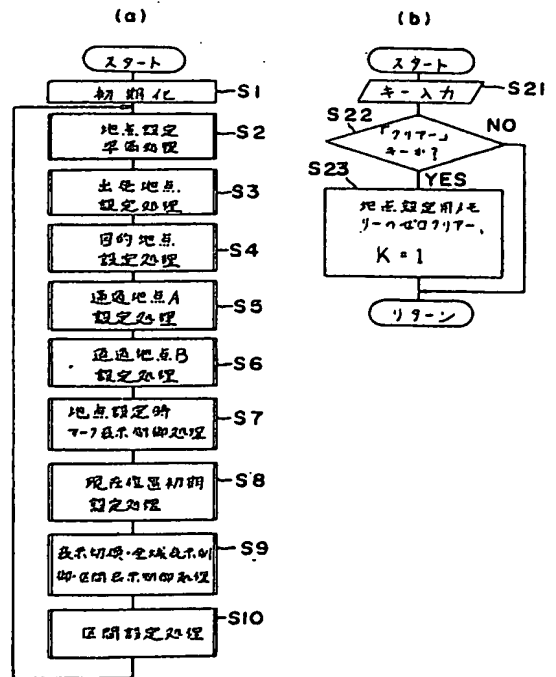 (a)
スタート
初期化
S1
地点設定
準備処理
S2
出発地点
設定処理
S3
目的地点
設定処理
S4
通過地点A
設定処理
S5
通過地点B
設定処理
S6
地点設定時
マーク表示制御処理
S7
現在位置初期
設定処理
S8
表示切換・全域表示制
御・区間表示制御処理
S9
区間設定処理
S10
(b)
スタート
キー入力
S21
S22
「クリアー」
キーか?
NO
YES
S23
地点設定用メモ
リーのゼロクリアー、
K = 1
リターン